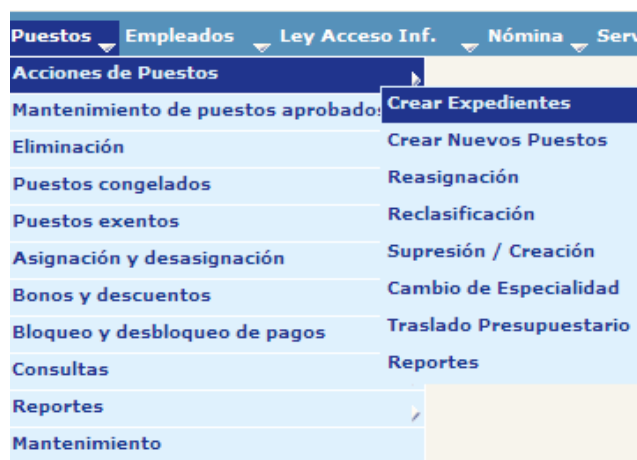 Puestos Empleados Ley Acceso Inf. Nómina Serv
Acciones de Puestos
Mantenimiento de puestos aprobados
Eliminación
Puestos congelados
Puestos exentos
Asignación y desasignación
Bonos y descuentos
Bloqueo y desbloqueo de pagos
Consultas
Reportes
Mantenimiento
Crear Expedientes
Crear Nuevos Puestos
Reasignación
Reclasificación
Supresión / Creación
Cambio de Especialidad
Traslado Presupuestario
Reportes